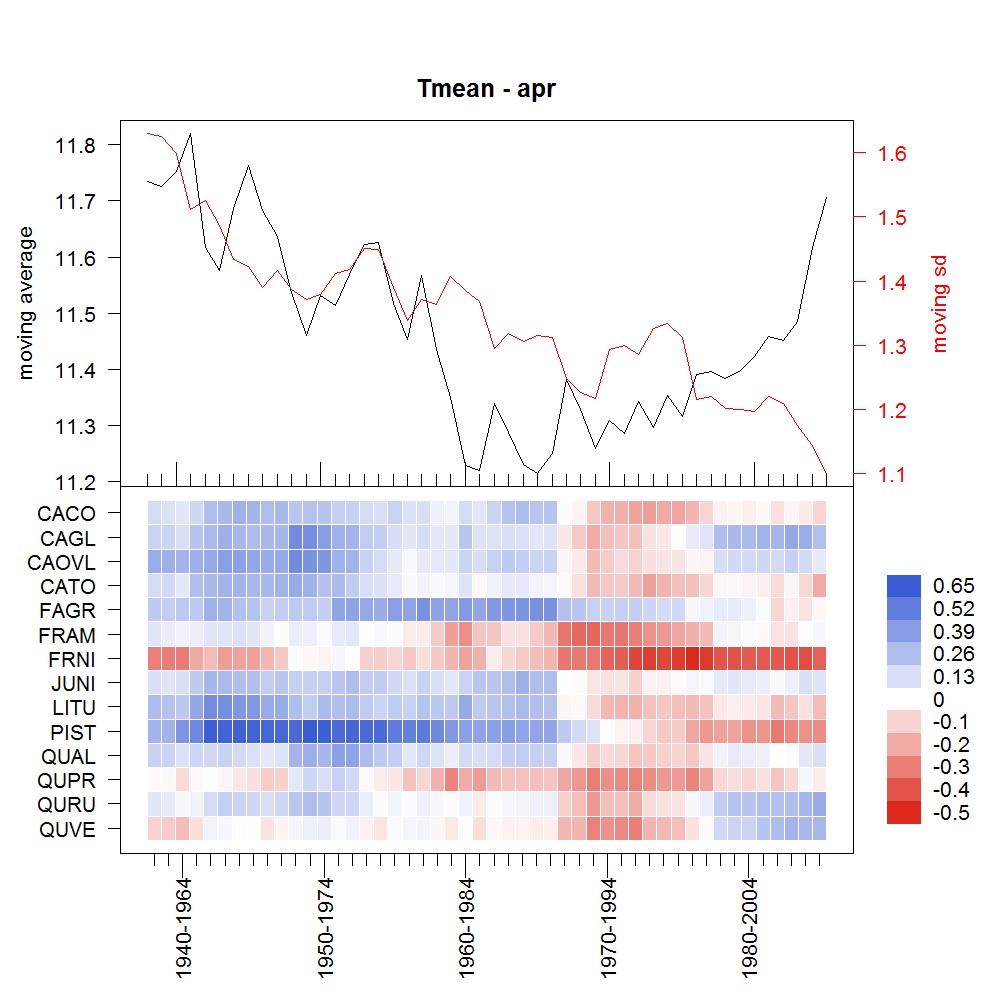 Tmean - apr
moving average
11.8
11.7
11.6
11.5
11.4
11.3
11.2
1.6
1.5
1.4
1.3
1.2
1.1
moving sd
CACO
CAGL
CAOVL
CATO
FAGR
FRAM
FRNI
JUNI
LITU
PIST
QUAL
QUPR
QURU
QUVE
0.65
0.52
0.39
0.26
0.13
0
-0.1
-0.2
-0.3
-0.4
-0.5
1940-1964
1950-1974
1960-1984
1970-1994
1980-2004